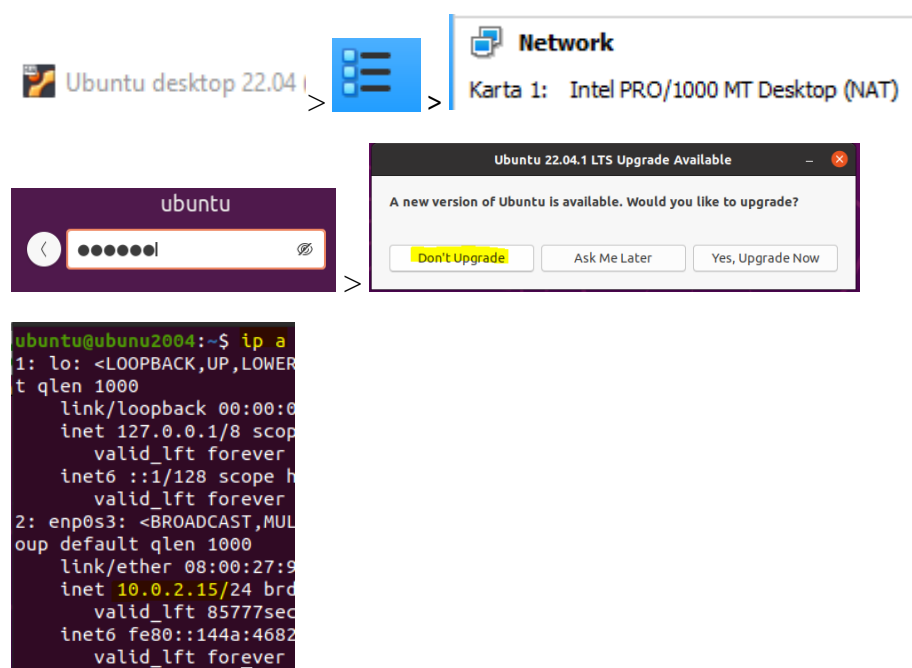 Ubuntu desktop 22.04
>
>
Network
Karta 1: Intel PRO/1000 MT Desktop (NAT)
ubuntu
●●●●●●
>
Ubuntu 22.04.1 LTS Upgrade Available
A new version of Ubuntu is available. Would you like to upgrade?
Don't Upgrade
Ask Me Later
Yes, Upgrade Now
ubuntu@ubunu2004:~$ ip a
1: lo: <LOOPBACK,UP,LOWER
t qlen 1000
link/loopback 00:00:0
inet 127.0.0.1/8 scop
valid_lft forever
inet6 ::1/128 scope h
valid_lft forever
2: enp0s3: <BROADCAST,MUL
oup default qlen 1000
link/ether 08:00:27:9
inet 10.0.2.15/24 brd
valid_lft 85777sec
inet6 fe80::144a:4682
valid_lft forever